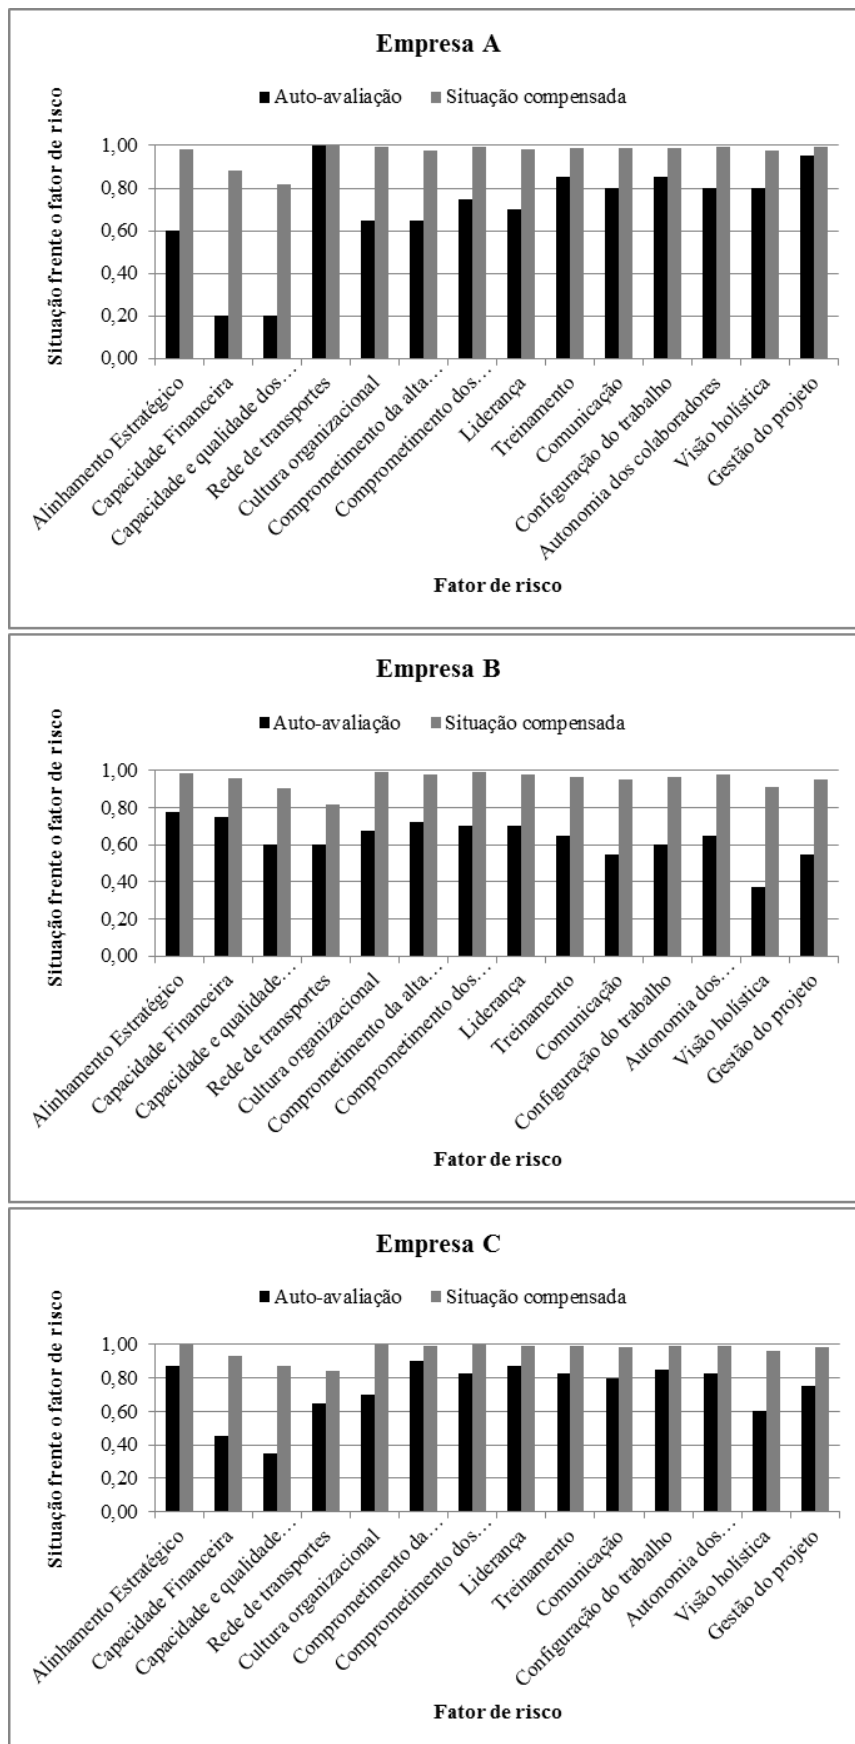 Empresa A
Auto-avaliação Situação compensada
Situação frente o fator de risco
1,00
0,80
0,60
0,40
0,20
0,00
Alinhamento Estratégico
Capacidade Financeira
Capacidade e qualidade dos…
Rede de transportes
Cultura organizacional
Comprometimento da alta…
Comprometimento dos…
Liderança
Treinamento
Comunicação
Configuração do trabalho
Autonomia dos colaboradores
Visão holística
Gestão do projeto
Fator de risco
Empresa B
Auto-avaliação Situação compensada
Situação frente o fator de risco
1,00
0,80
0,60
0,40
0,20
0,00
Alinhamento Estratégico
Capacidade Financeira
Capacidade e qualidade…
Rede de transportes
Cultura organizacional
Comprometimento da alta…
Comprometimento dos…
Liderança
Treinamento
Comunicação
Configuração do trabalho
Autonomia dos…
Visão holística
Gestão do projeto
Fator de risco
Empresa C
Auto-avaliação Situação compensada
Situação frente o fator de risco
1,00
0,80
0,60
0,40
0,20
0,00
Alinhamento Estratégico
Capacidade Financeira
Capacidade e qualidade…
Rede de transportes
Cultura organizacional
Comprometimento da…
Comprometimento dos…
Liderança
Treinamento
Comunicação
Configuração do trabalho
Autonomia dos…
Visão holística
Gestão do projeto
Fator de risco